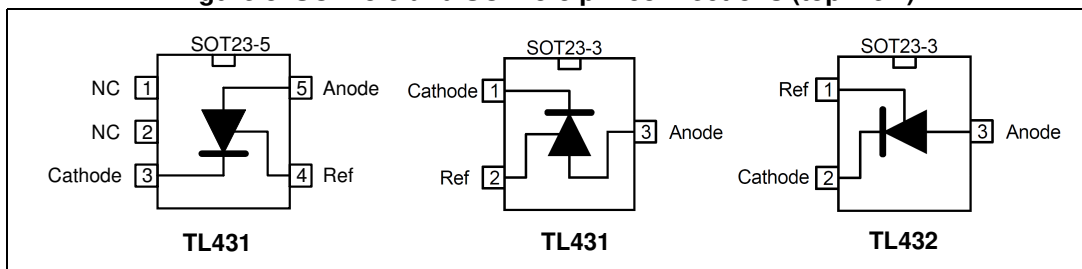 SOT23-5
NC 1
5 Anode
NC 2
Cathode 3
4 Ref
TL431
SOT23-3
Cathode 1
3 Anode
Ref 2
TL431
SOT23-3
Ref 1
3 Anode
Cathode 2
TL432